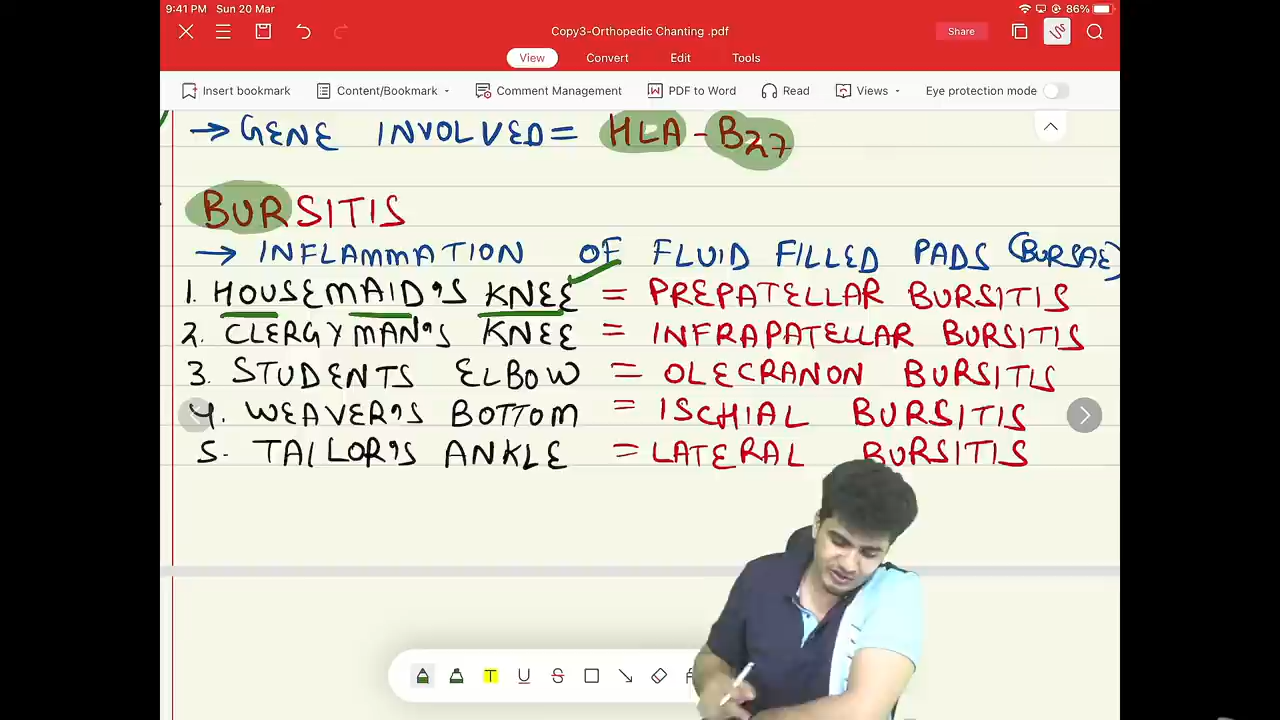 9:41 PM Sun 20 Mar 86%
Copy3-Orthopedic Chanting .pdf
Share
View Convert Edit Tools
Insert bookmark Content/Bookmark Comment Management PDF to Word Read Views Eye protection mode
→ GENE INVOLVED = HLA - B27
BURSITIS
→ INFLAMMATION OF FLUID FILLED PADS (BURSAE)
1. HOUSEMAID'S KNEE = PREPATELLAR BURSITIS
2. CLERGYMAN'S KNEE = INFRAPATELLAR BURSITIS
3. STUDENTS ELBOW = OLECRANON BURSITIS
4. WEAVER'S BOTTOM = ISCHIAL BURSITIS
5. TAILOR'S ANKLE = LATERAL BURSITIS